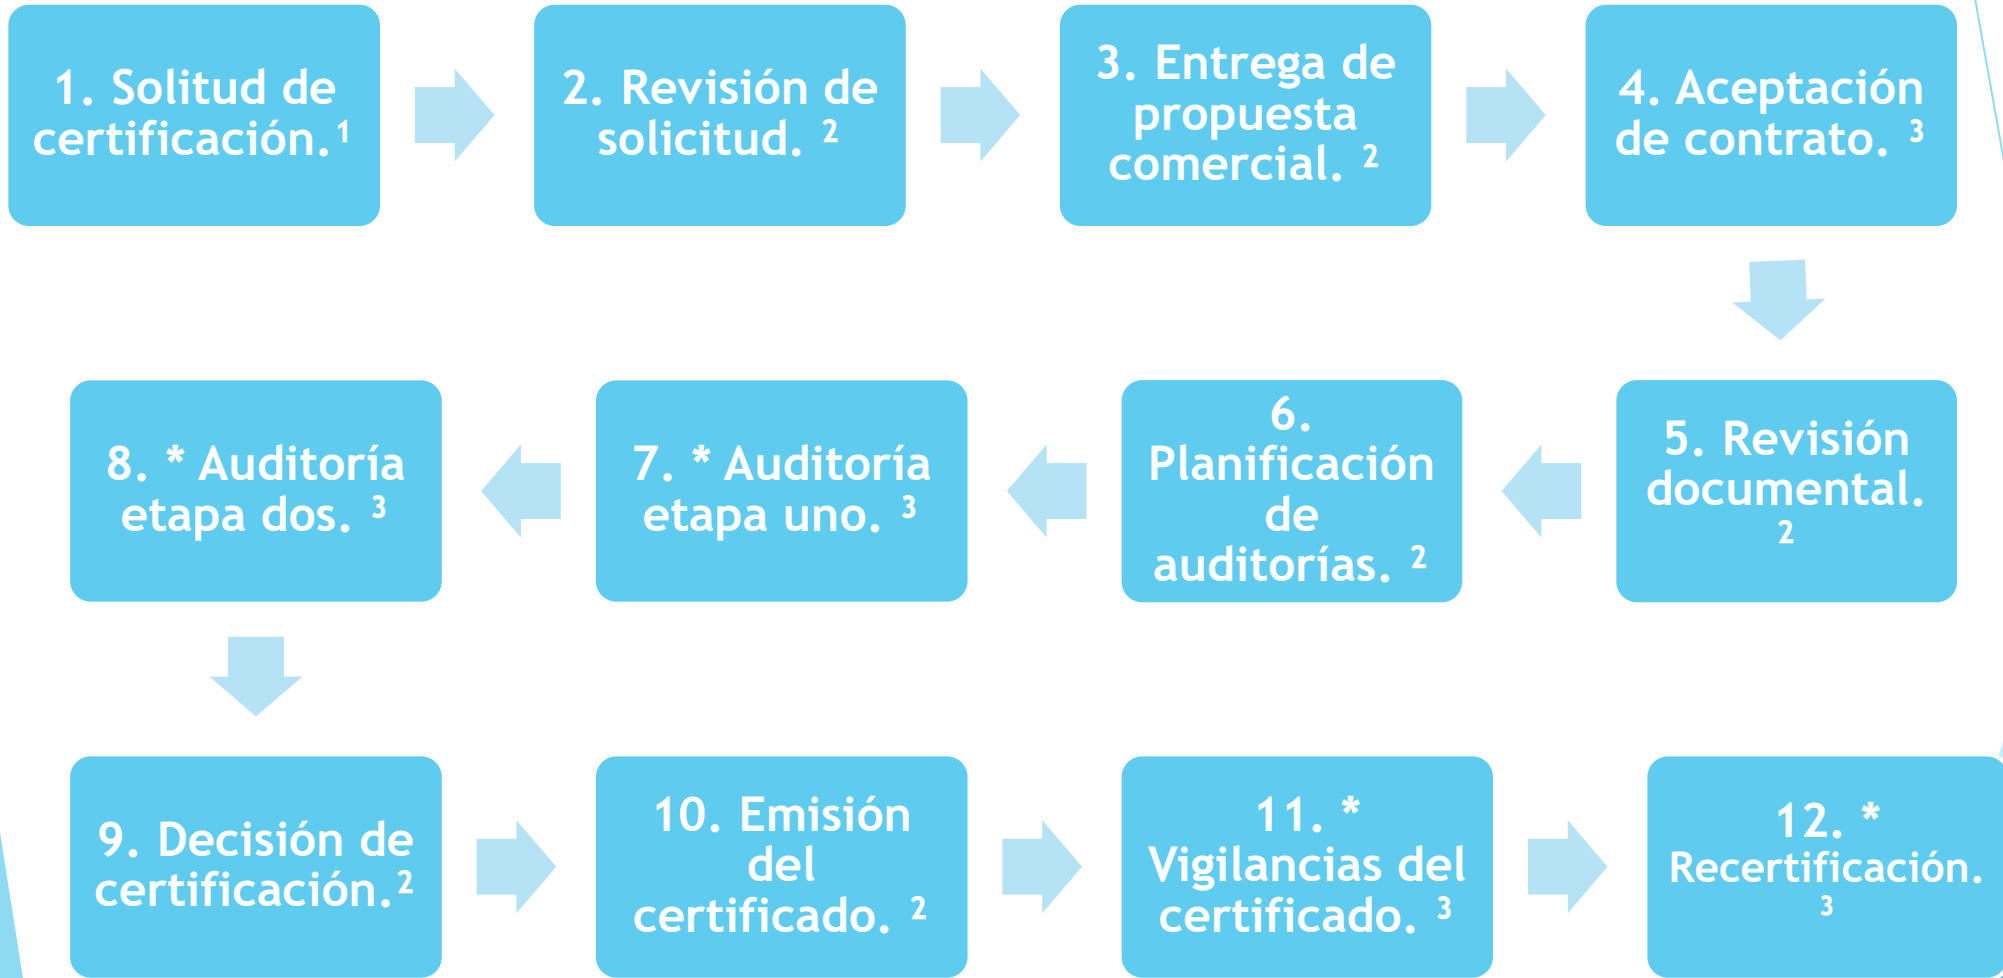 1. Solitud de
certificación.¹
2. Revisión de
solicitud. ²
3. Entrega de
propuesta
comercial. ²
4. Aceptación
de contrato. ³
5. Revisión
documental.
²
6.
Planificación
de
auditorías. ²
7. * Auditoría
etapa uno. ³
8. * Auditoría
etapa dos. ³
9. Decisión de
certificación.²
10. Emisión
del
certificado. ²
11. *
Vigilancias del
certificado. ³
12. *
Recertificación.
³